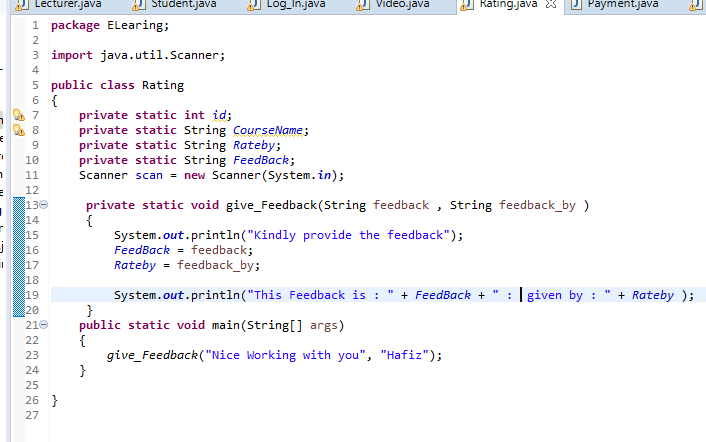 Lecturer.java Student.java Log_In.java Video.java Rating.java Payment.java
1 package ELearing;
2
3 import java.util.Scanner;
4
5 public class Rating
6 {
7 private static int id;
8 private static String CourseName;
9 private static String Rateby;
10 private static String FeedBack;
11 Scanner scan = new Scanner(System.in);
12
13 private static void give_Feedback(String feedback , String feedback_by )
14 {
15 System.out.println("Kindly provide the feedback");
16 FeedBack = feedback;
17 Rateby = feedback_by;
18
19 System.out.println("This Feedback is : " + FeedBack + " : given by : " + Rateby );
20 }
21 public static void main(String[] args)
22 {
23 give_Feedback("Nice Working with you", "Hafiz");
24 }
25
26 }
27